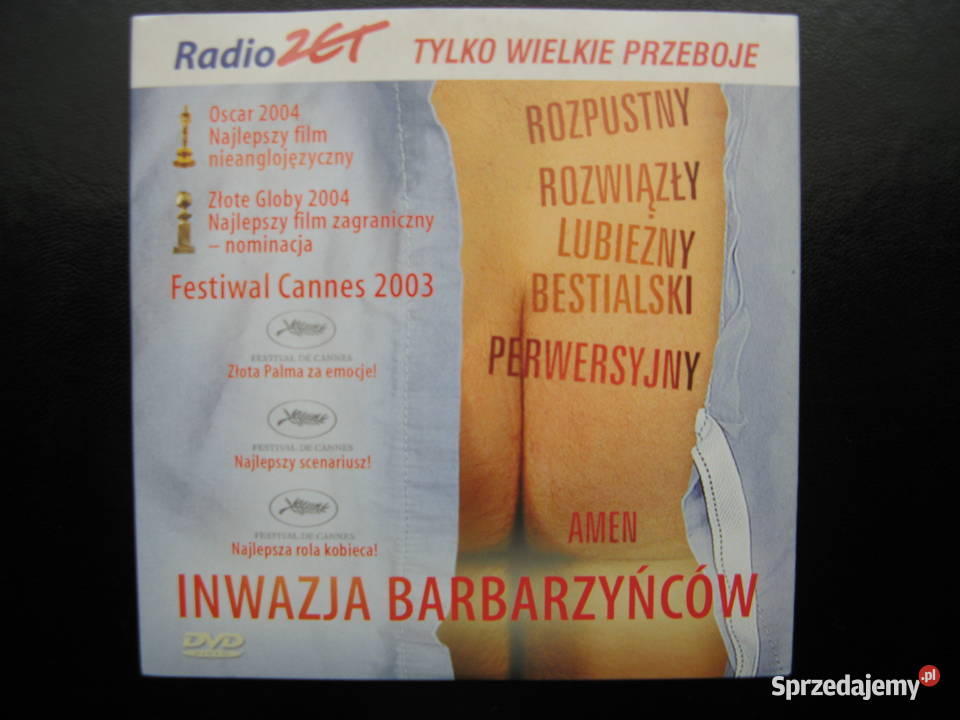 Radio ZET TYLKO WIELKIE PRZEBOJE
Oscar 2004
Najlepszy film
nieanglojęzyczny
Złote Globy 2004
Najlepszy film zagraniczny
– nominacja
Festiwal Cannes 2003
FESTIVAL DE CANNES
Złota Palma za emocje!
FESTIVAL DE CANNES
Najlepszy scenariusz!
FESTIVAL DE CANNES
Najlepsza rola kobieca!
ROZPUSTNY
ROZWIĄZŁY
LUBIEŻNY
BESTIALSKI
PERWERSYJNY
AMEN
INWAZJA BARBARZYŃCÓW
DVD
VIDEO
Sprzedajemy.pl